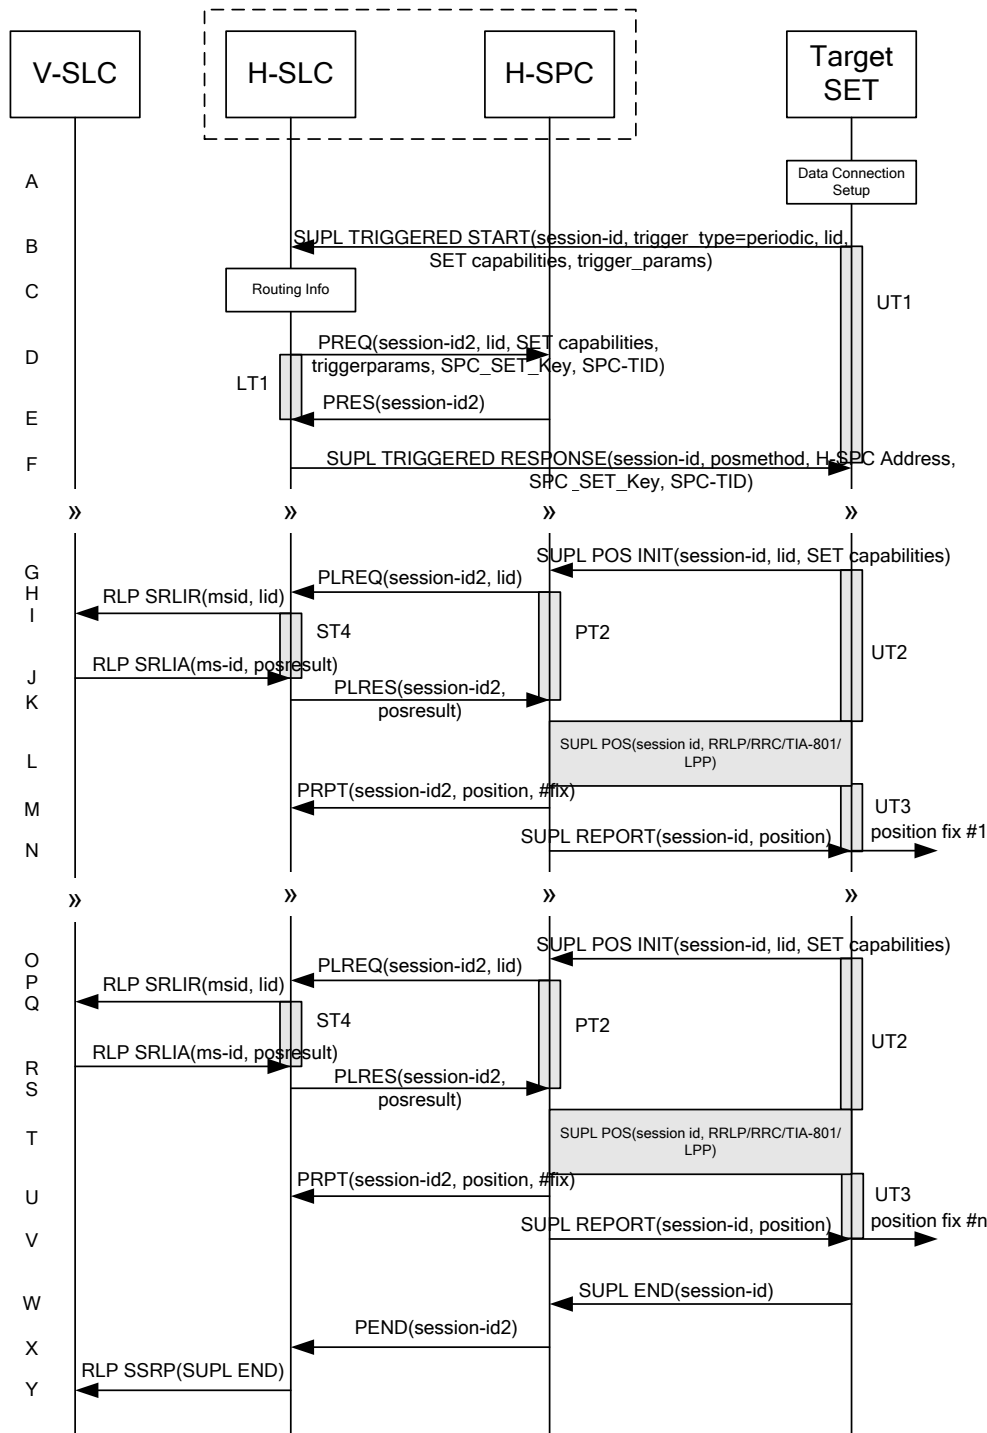 V-SLC
H-SLC
H-SPC
Target
SET
A
Data Connection
Setup
B
SUPL TRIGGERED START(session-id, trigger_type=periodic, lid,
SET capabilities, trigger_params)
C
Routing Info
UT1
D
PREQ(session-id2, lid, SET capabilities,
triggerparams, SPC_SET_Key, SPC-TID)
LT1
E
PRES(session-id2)
F
SUPL TRIGGERED RESPONSE(session-id, posmethod, H-SPC Address,
SPC_SET_Key, SPC-TID)
» » » »
SUPL POS INIT(session-id, lid, SET capabilities)
G
PLREQ(session-id2, lid)
H
RLP SRLIR(msid, lid)
I
ST4
PT2
UT2
RLP SRLIA(ms-id, posresult)
J
PLRES(session-id2,
posresult)
K
SUPL POS(session id, RRLP/RRC/TIA-801/
LPP)
L
PRPT(session-id2, position, #fix)
M
UT3
position fix #1
SUPL REPORT(session-id, position)
N
» » » »
SUPL POS INIT(session-id, lid, SET capabilities)
O
PLREQ(session-id2, lid)
P
RLP SRLIR(msid, lid)
Q
ST4
PT2
UT2
RLP SRLIA(ms-id, posresult)
R
PLRES(session-id2,
posresult)
S
SUPL POS(session id, RRLP/RRC/TIA-801/
LPP)
T
PRPT(session-id2, position, #fix)
U
UT3
position fix #n
SUPL REPORT(session-id, position)
V
SUPL END(session-id)
W
PEND(session-id2)
X
RLP SSRP(SUPL END)
Y